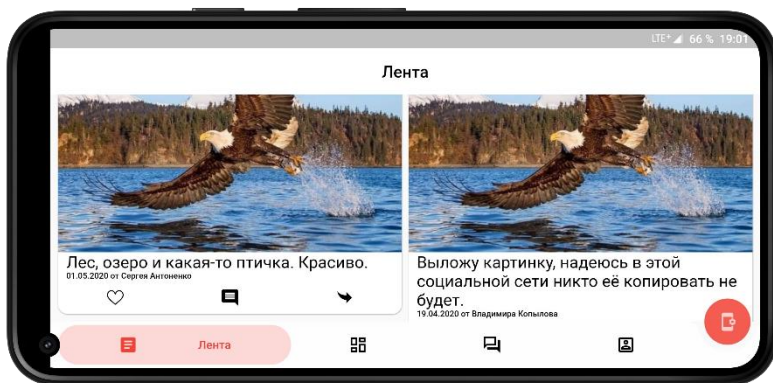 LTE+ 66 % 19:01
Лента
Лес, озеро и какая-то птичка. Красиво.
01.05.2020 от Сергея Антоненко
Выложу картинку, надеюсь в этой
социальной сети никто её копировать не
будет.
19.04.2020 от Владимира Копылова
Лента